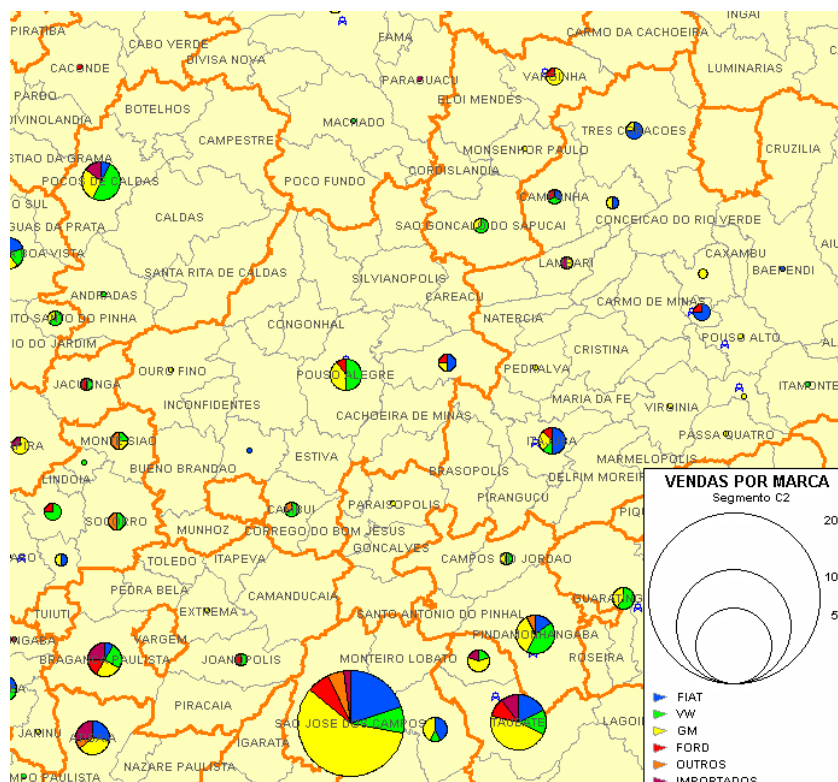 PIRATIBA
CABO VERDE
FAMA
CARMO DA CACHOEIRA
INGAI
DIVISA NOVA
CACONDE
PARAGUACU
VARGINHA
LUMINARIAS
PARDO
ELOI MENDES
BOTELHOS
DIVINOLANDIA
MACHADO
TRES CORACOES
CAMPESTRE
MONSENHOR PAULO
CRUZILIA
STIAO DA GRAMA
CORDISLANDIA
POCOS DE CALDAS
POCO FUNDO
CAMPANHA
O SUL
CALDAS
CONCEICAO DO RIO VERDE
GUAS DA PRATA
SAO GONCALO DO SAPUCAI
BOA VISTA
CAXAMBU
LAMBARI
BAEPENDI
SANTA RITA DE CALDAS
SILVIANOPOLIS
ANDRADAS
CAREACU
CARMO DE MINAS
ITO SANTO DO PINHA
CONGONHAL
NATERCIA
IO DO JARDIM
POUSO ALTO
CRISTINA
OURO FINO
POUSO ALEGRE
PEDRALVA
JACUTINGA
ITAMONTE
MARIA DA FE
INCONFIDENTES
VIRGINIA
CACHOEIRA DE MINAS
IRA
MONTE SIAO
PASSA QUATRO
ESTIVA
MARMELOPOLIS
BUENO BRANDAO
BRASOPOLIS
LINDOIA
DELFIM MOREIRA
PIRANGUCU
PARAISOPOLIS
CAMBUI
SOCORRO
MUNHOZ
CORREGO DO BOM JESUS
GONCALVES
TOLEDO
ITAPEVA
CAMPOS DO JORDAO
PEDRA BELA
CAMANDUCAIA
TUIUTI
EXTREMA
SANTO ANTONIO DO PINHAL
VARGEM
PINDAMONHANGABA
ROSEIRA
BRAGANCA PAULISTA
JOANOPOLIS
MONTEIRO LOBATO
PIRACAIA
SAO JOSE DOS CAMPOS
TAUBATE
JARINU
IGARATA
NAZARE PAULISTA
MPO PAULISTA
VENDAS POR MARCA
Segmento C2
20
10
5
FIAT
VW
GM
FORD
OUTROS
IMPORTADOS